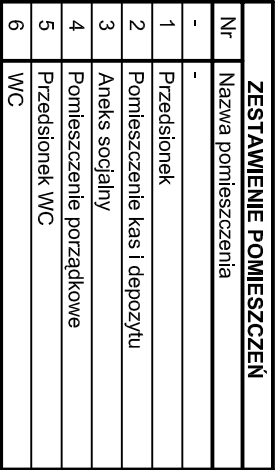 ZESTAWIENIE POMIESZCZEŃ
Nr Nazwa pomieszczenia
- -
1 Przedsionek
2 Pomieszczenie kas i depozytu
3 Aneks socjalny
4 Pomieszczenie porządkowe
5 Przedsionek WC
6 WC